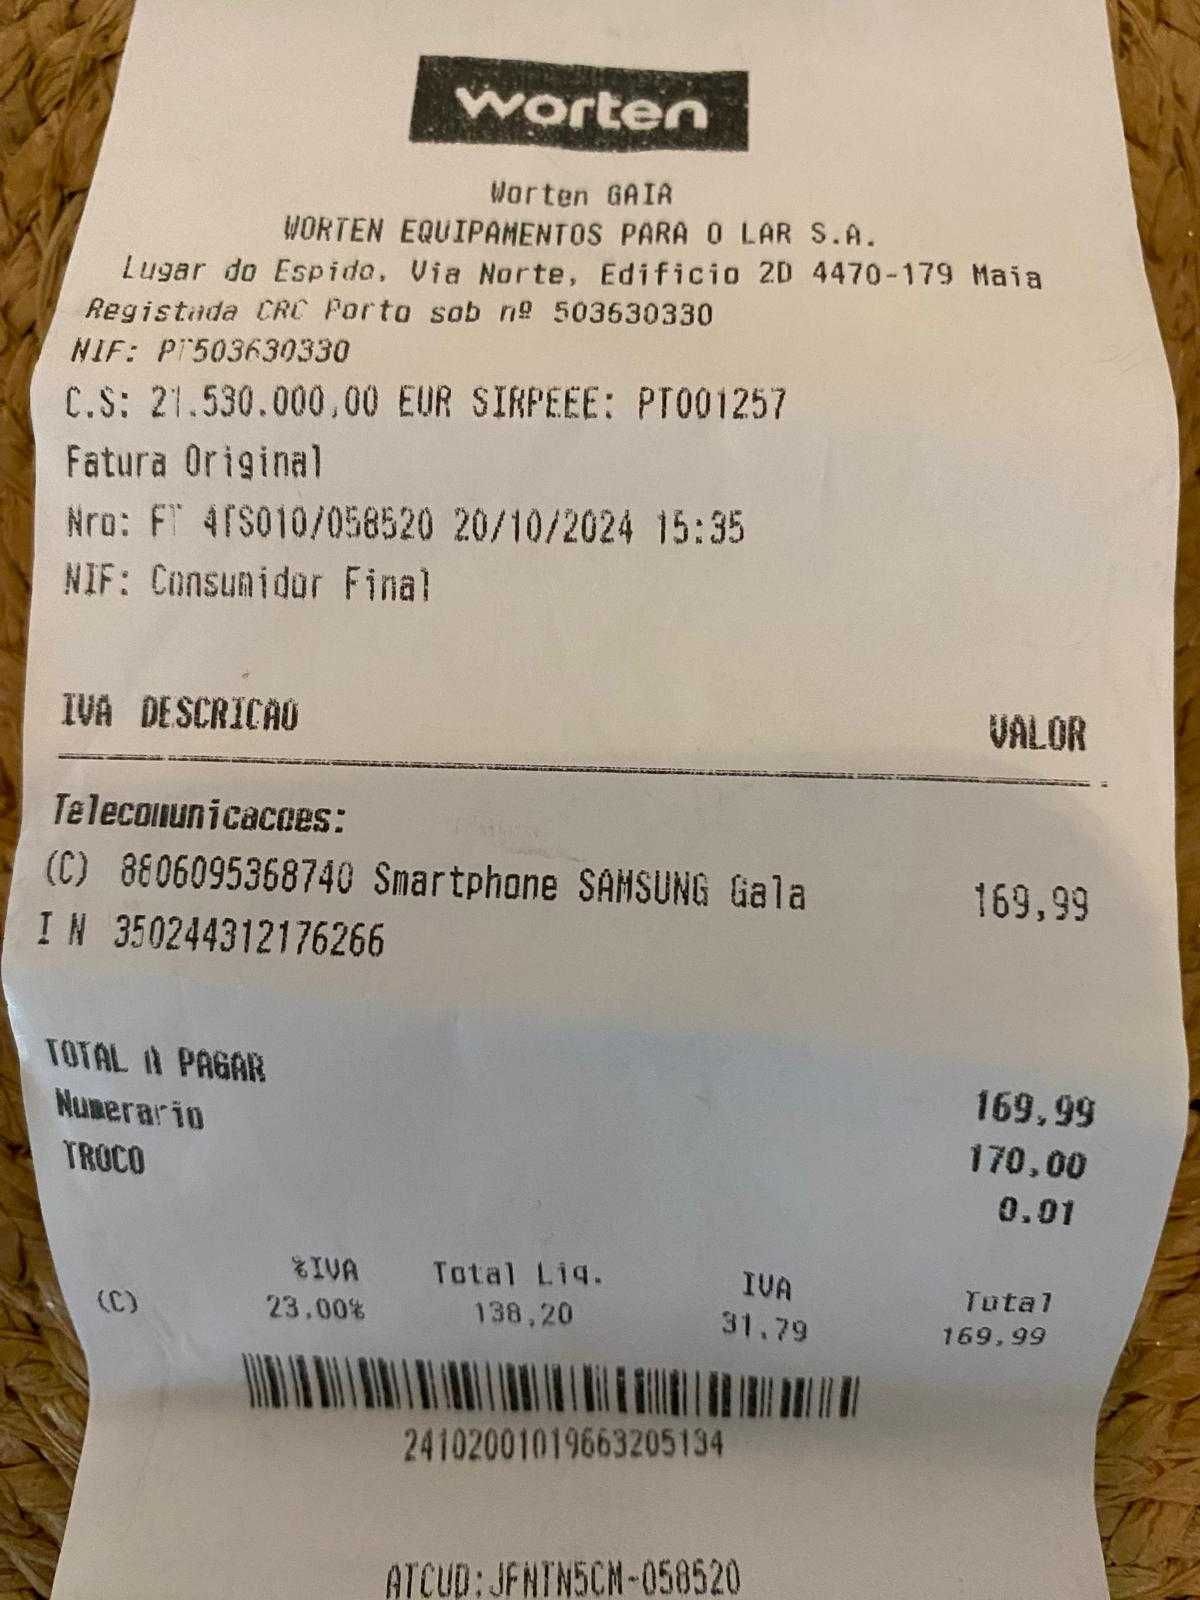 worten
Worten GAIA
WORTEN EQUIPAMENTOS PARA O LAR S.A.
Lugar do Espido, Via Norte, Edificio 2D 4470-179 Maia
Registada CRC Porto sob nº 503630330
NIF: PT503630330
C.S: 21.530.000,00 EUR SIRPEEE: PT001257
Fatura Original
Nro: FT 4TS010/058520 20/10/2024 15:35
NIF: Consumidor Final
IVA DESCRICAO VALOR
Telecomunicacoes:
(C) 8806095368740 Smartphone SAMSUNG Gala 169,99
I N 350244312176266
TOTAL A PAGAR 169,99
Numerario 170,00
TROCO 0.01
%IVA Total Liq. IVA Total
(C) 23,00% 138,20 31,79 169,99
24102001019663205134
ATCUD:JFNTN5CM-058520